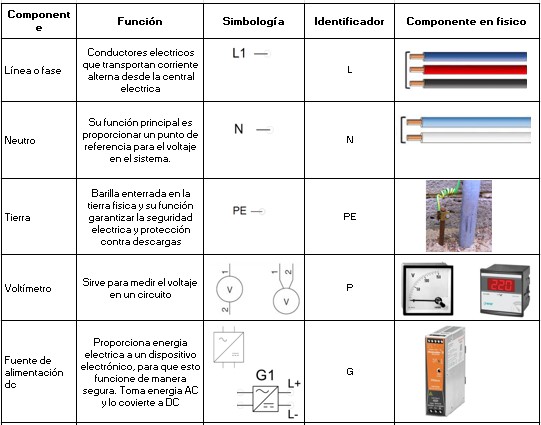 Component
e
Función
Simbología
Identificador
Componente en fisico
Línea o fase
Conductores electricos
que transportan corriente
alterna desde la central
electrica
L1
L
Neutro
Su función principal es
proporcionar un punto de
referencia para el voltaje
en el sistema.
N
N
Tierra
Barilla enterrada en la
tierra fisica y su función
garantizar la seguridad
electrica y protección
contra descargas
PE
PE
Voltímetro
Sirve para medir el voltaje
en un circuito
1
V
2
1
2
V
P
V
220
Fuente de
alimentación
dc
Proporciona energia
electrica a un dispositivo
electrónico, para que esto
funcione de manera
segura. Toma energia AC
y lo covierte a DC
G1
L+
L-
G